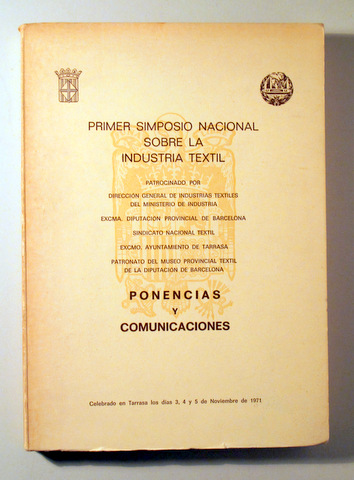 PRIMER SIMPOSIO NACIONAL
SOBRE LA
INDUSTRIA TEXTIL
PATROCINADO POR
DIRECCIÓN GENERAL DE INDUSTRIAS TEXTILES
DEL MINISTERIO DE INDUSTRIA
EXCMA. DIPUTACIÓN PROVINCIAL DE BARCELONA
SINDICATO NACIONAL TEXTIL
EXCMO. AYUNTAMIENTO DE TARRASA
PATRONATO DEL MUSEO PROVINCIAL TEXTIL
DE LA DIPUTACIÓN DE BARCELONA
PONENCIAS
Y
COMUNICACIONES
Celebrado en Tarrasa los días 3, 4 y 5 de Noviembre de 1971